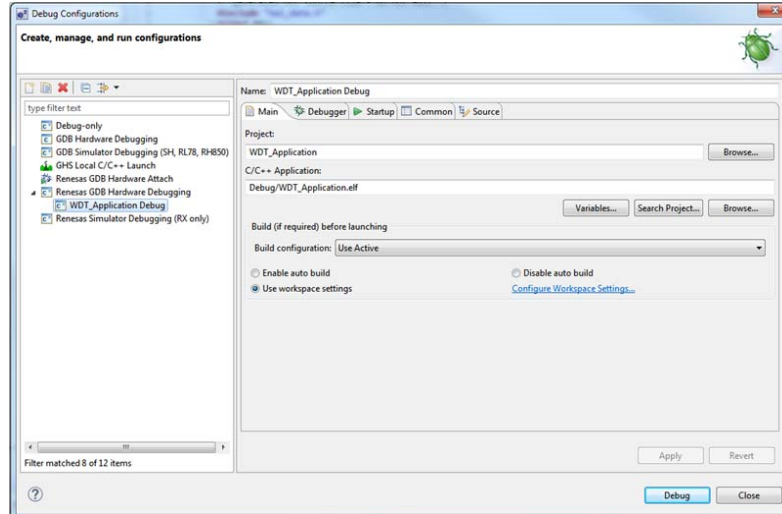 Debug Configurations
Create, manage, and run configurations
type filter text
Debug-only
GDB Hardware Debugging
GDB Simulator Debugging (SH, RL78, RH850)
GHS Local C/C++ Launch
Renesas GDB Hardware Attach
Renesas GDB Hardware Debugging
WDT_Application Debug
Renesas Simulator Debugging (RX only)
Filter matched 8 of 12 items
Name: WDT_Application Debug
Main Debugger Startup Common Source
Project:
WDT_Application Browse...
C/C++ Application:
Debug/WDT_Application.elf
Variables... Search Project... Browse...
Build (if required) before launching
Build configuration: Use Active
Enable auto build Disable auto build
Use workspace settings Configure Workspace Settings...
Apply Revert
Debug Close